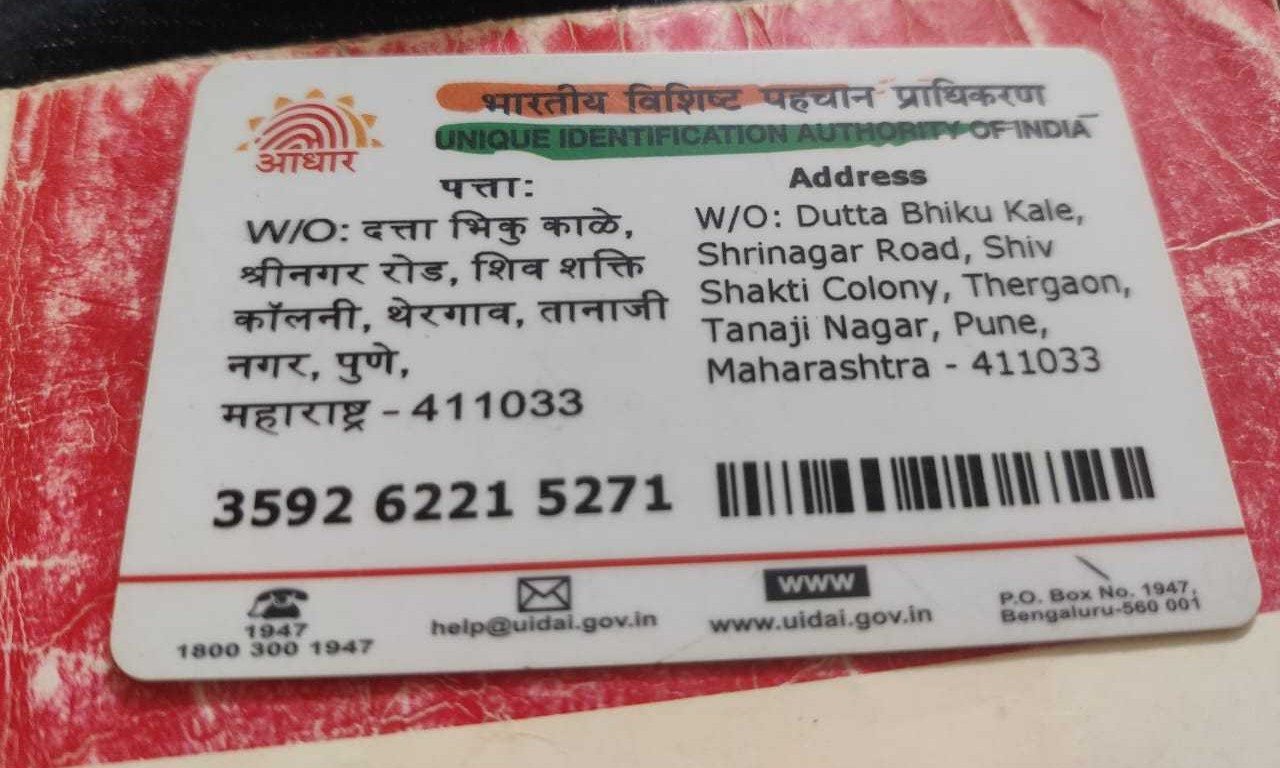 भारतीय विशिष्ट पहचान प्राधिकरण
UNIQUE IDENTIFICATION AUTHORITY OF INDIA
आधार
पत्ता:
W/O: दत्ता भिकु काळे,
श्रीनगर रोड, शिव शक्ति
कॉलनी, थेरगाव, तानाजी
नगर, पुणे,
महाराष्ट्र - 411033
Address
W/O: Dutta Bhiku Kale,
Shrinagar Road, Shiv
Shakti Colony, Thergaon,
Tanaji Nagar, Pune,
Maharashtra - 411033
3592 6221 5271
1947
1800 300 1947
help@uidai.gov.in
www
www.uidai.gov.in
P.O. Box No. 1947,
Bengaluru-560 001